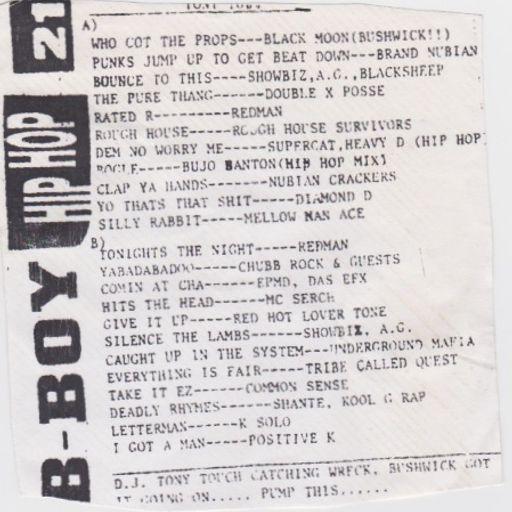 21
HIP HOP
B-BOY
A)
WHO GOT THE PROPS---BLACK MOON(BUSHWICK!!)
PUNKS JUMP UP TO GET BEAT DOWN---BRAND NUBIAN
BOUNCE TO THIS----SHOWBIZ,A.G.,BLACKSHEEP
THE PURE THANG------DOUBLE X POSSE
RATED R---------REDMAN
ROUGH HOUSE-----ROUGH HOUSE SURVIVORS
DEM NO WORRY ME-----SUPERCAT,HEAVY D (HIP HOP
BOGLE-----BUJO BANTON(HIP HOP MIX)
CLAP YA HANDS-------NUBIAN CRACKERS
YO THATS THAT SHIT-----DIAMOND D
SILLY RABBIT-----MELLOW MAN ACE
B)
TONIGHTS THE NIGHT-----REDMAN
YABADABADOO------CHUBB ROCK & GUESTS
COMIN AT CHA------EPMD, DAS EFX
HITS THE HEAD------MC SERCH
GIVE IT UP-----RED HOT LOVER TONE
SILENCE THE LAMBS------SHOWBIZ, A.G.
CAUGHT UP IN THE SYSTEM---UNDERGROUND MAFIA
EVERYTHING IS FAIR-----TRIBE CALLED QUEST
TAKE IT EZ------COMMON SENSE
DEADLY RHYMES------SHANTE, KOOL G RAP
LETTERMAN------K SOLO
I GOT A MAN-----POSITIVE K
D.J. TONY TOUCH CATCHING WRECK, BUSHWICK GOT
IT GOING ON..... PUMP THIS......